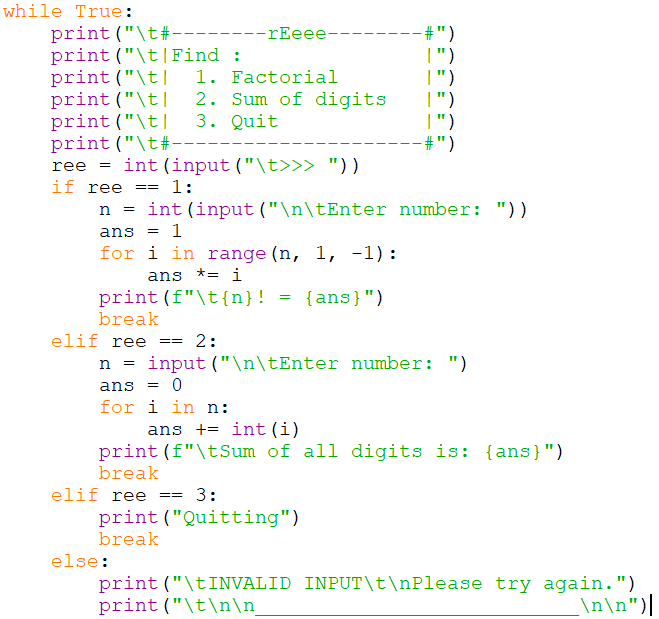 while True:
    print("\t#--------rEeee--------#")
    print("\t|Find :               |")
    print("\t|  1. Factorial       |")
    print("\t|  2. Sum of digits   |")
    print("\t|  3. Quit            |")
    print("\t#---------------------#")
    ree = int(input("\t>>> "))
    if ree == 1:
        n = int(input("\n\tEnter number: "))
        ans = 1
        for i in range(n, 1, -1):
            ans *= i
        print(f"\t{n}! = {ans}")
        break
    elif ree == 2:
        n = input("\n\tEnter number: ")
        ans = 0
        for i in n:
            ans += int(i)
        print(f"\tSum of all digits is: {ans}")
        break
    elif ree == 3:
        print("Quitting")
        break
    else:
        print("\tINVALID INPUT\t\nPlease try again.")
        print("\t\n\n___________________________\n\n")